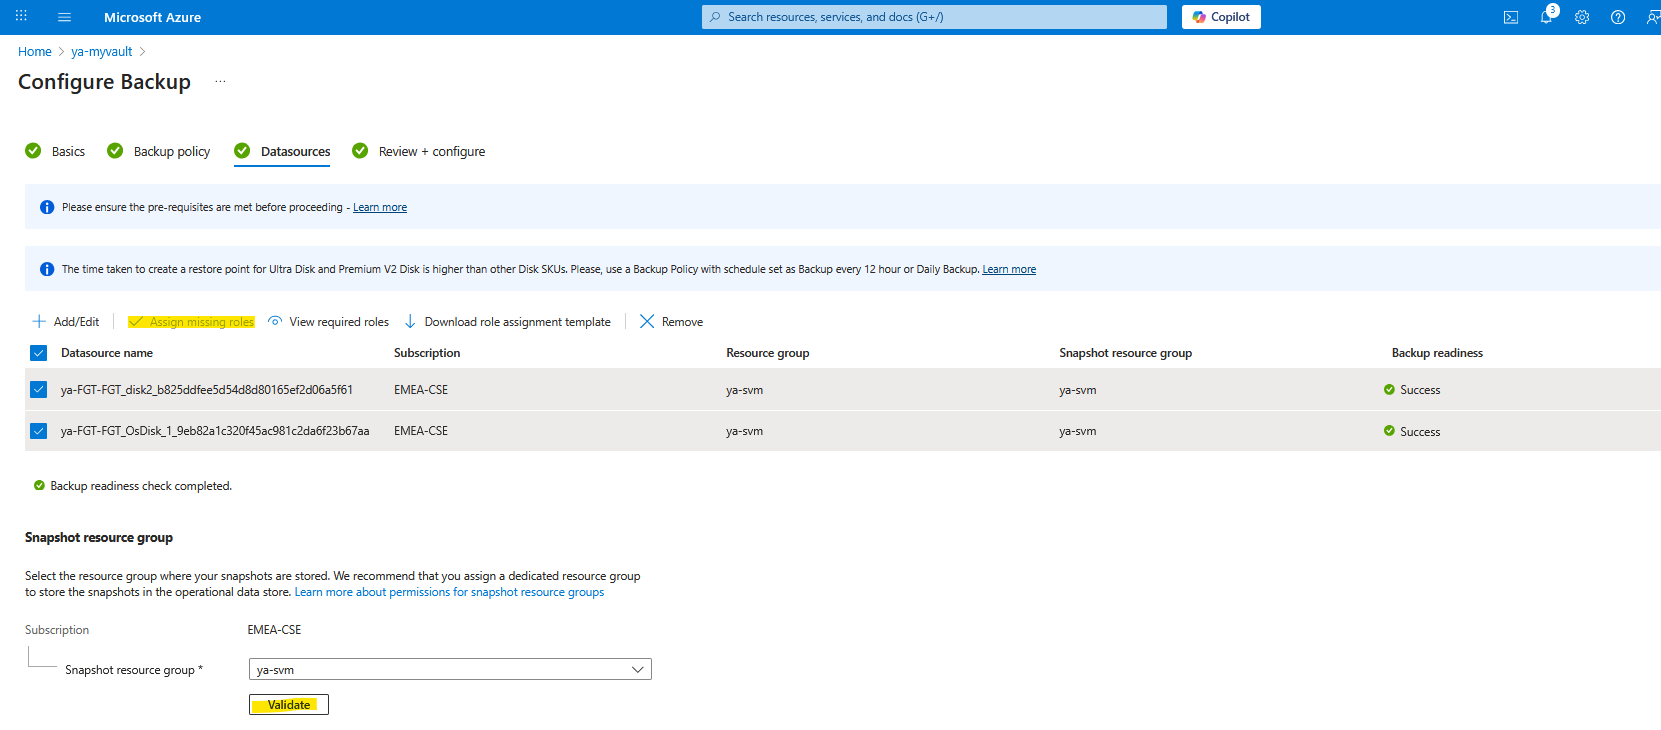 Microsoft Azure
Search resources, services, and docs (G+/)
Copilot
3
Home > ya-myvault >
Configure Backup ...
Basics Backup policy Datasources Review + configure
Please ensure the pre-requisites are met before proceeding - Learn more
The time taken to create a restore point for Ultra Disk and Premium V2 Disk is higher than other Disk SKUs. Please, use a Backup Policy with schedule set as Backup every 12 hour or Daily Backup. Learn more
Add/Edit Assign missing roles View required roles Download role assignment template Remove
Datasource name Subscription Resource group Snapshot resource group Backup readiness
ya-FGT-FGT_disk2_b825ddfee5d54d8d80165ef2d06a5f61 EMEA-CSE ya-svm ya-svm Success
ya-FGT-FGT_OsDisk_1_9eb82a1c320f45ac981c2da6f23b67aa EMEA-CSE ya-svm ya-svm Success
Backup readiness check completed.
Snapshot resource group
Select the resource group where your snapshots are stored. We recommend that you assign a dedicated resource group
to store the snapshots in the operational data store. Learn more about permissions for snapshot resource groups
Subscription EMEA-CSE
Snapshot resource group * ya-svm
Validate